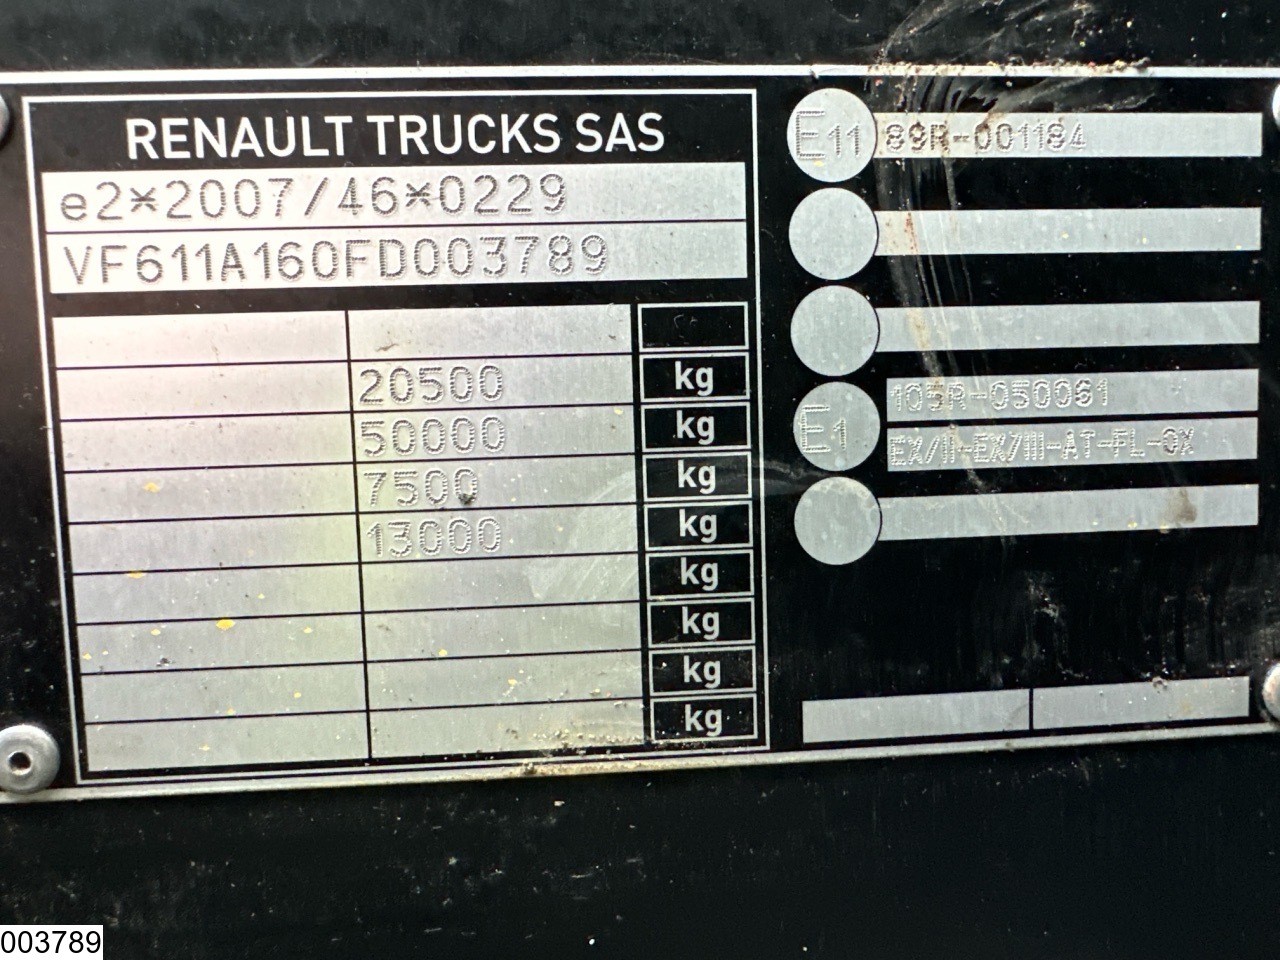 RENAULT TRUCKS SAS
e2*2007/46*0229
VF611A160FD003789
20500 kg
50000 kg
7500 kg
13000 kg
kg
kg
kg
kg
E11 89R-001184
E1 105R-050061
EX/II-EX/III-AT-FL-OX
003789